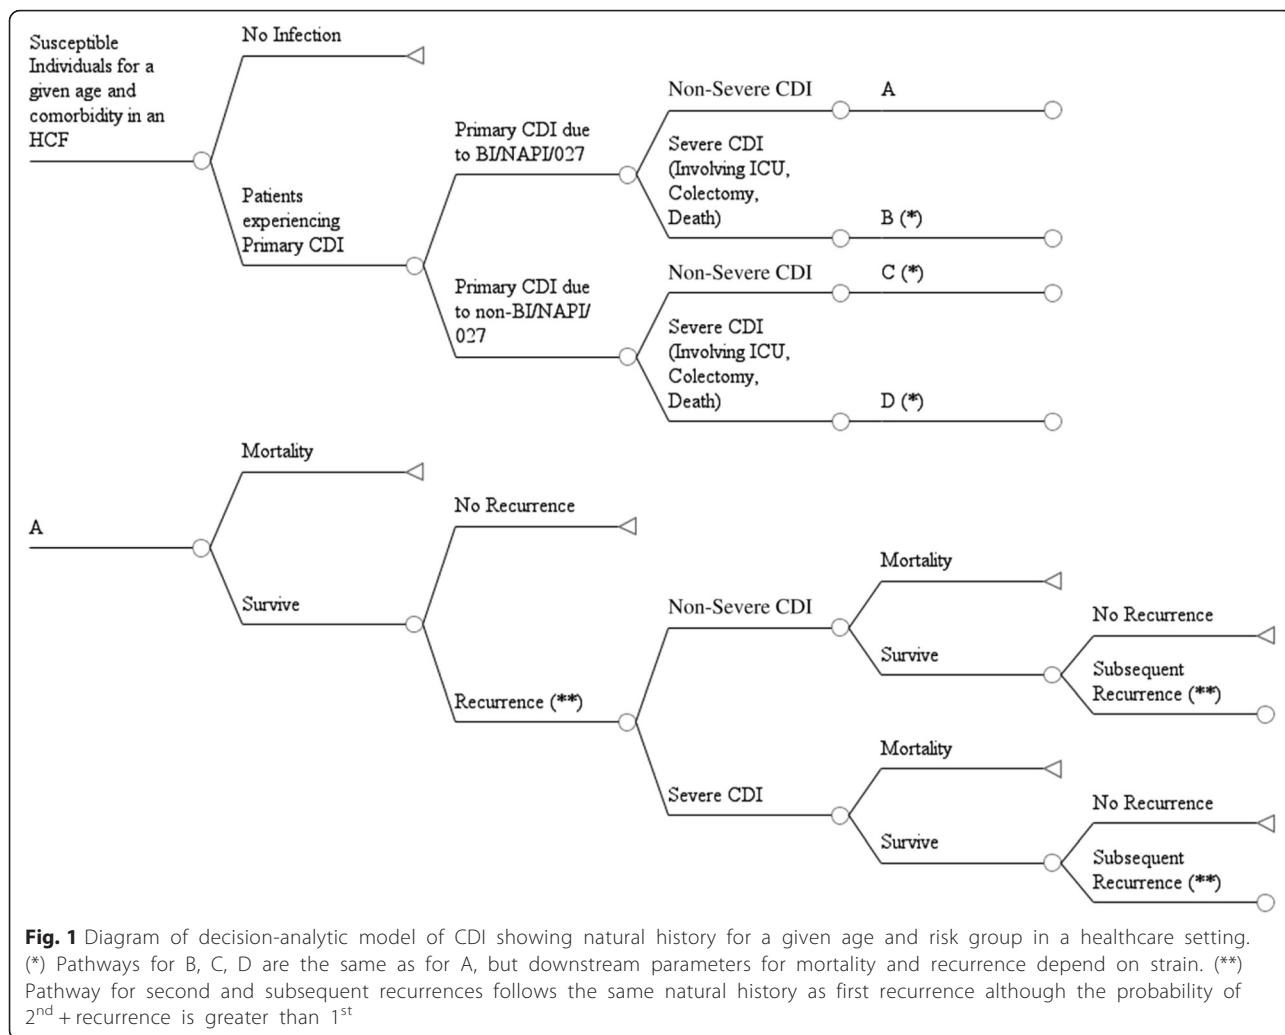 Susceptible
Individuals for a
given age and
comorbidity in an
HCF
No Infection
Patients
experiencing
Primary CDI
Primary CDI due
to BI/NAPI/027
Primary CDI due
to non-BI/NAPI/
027
Non-Severe CDI
A
Severe CDI
(Involving ICU,
Colectomy,
Death)
B (*)
Non-Severe CDI
C (*)
Severe CDI
(Involving ICU,
Colectomy,
Death)
D (*)
A
Mortality
Survive
No Recurrence
Recurrence (**)
Non-Severe CDI
Mortality
Survive
No Recurrence
Subsequent
Recurrence (**)
Severe CDI
Mortality
Survive
No Recurrence
Subsequent
Recurrence (**)
Fig. 1 Diagram of decision-analytic model of CDI showing natural history for a given age and risk group in a healthcare setting.
(*) Pathways for B, C, D are the same as for A, but downstream parameters for mortality and recurrence depend on strain. (**)
Pathway for second and subsequent recurrences follows the same natural history as first recurrence although the probability of
2nd + recurrence is greater than 1st